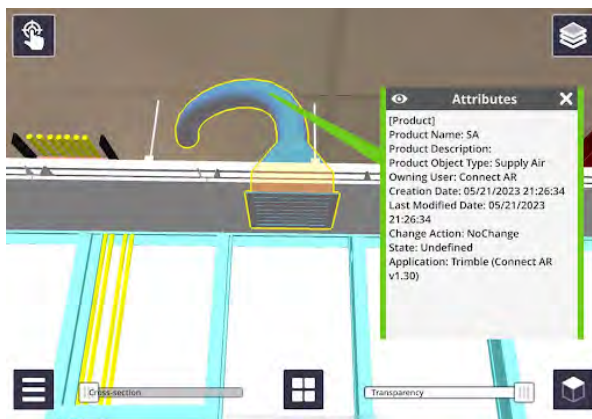 Attributes
[Product]
Product Name: SA
Product Description:
Product Object Type: Supply Air
Owning User: Connect AR
Creation Date: 05/21/2023 21:26:34
Last Modified Date: 05/21/2023
21:26:34
Change Action: NoChange
State: Undefined
Application: Trimble (Connect AR
v1.30)
Cross-section
Transparency